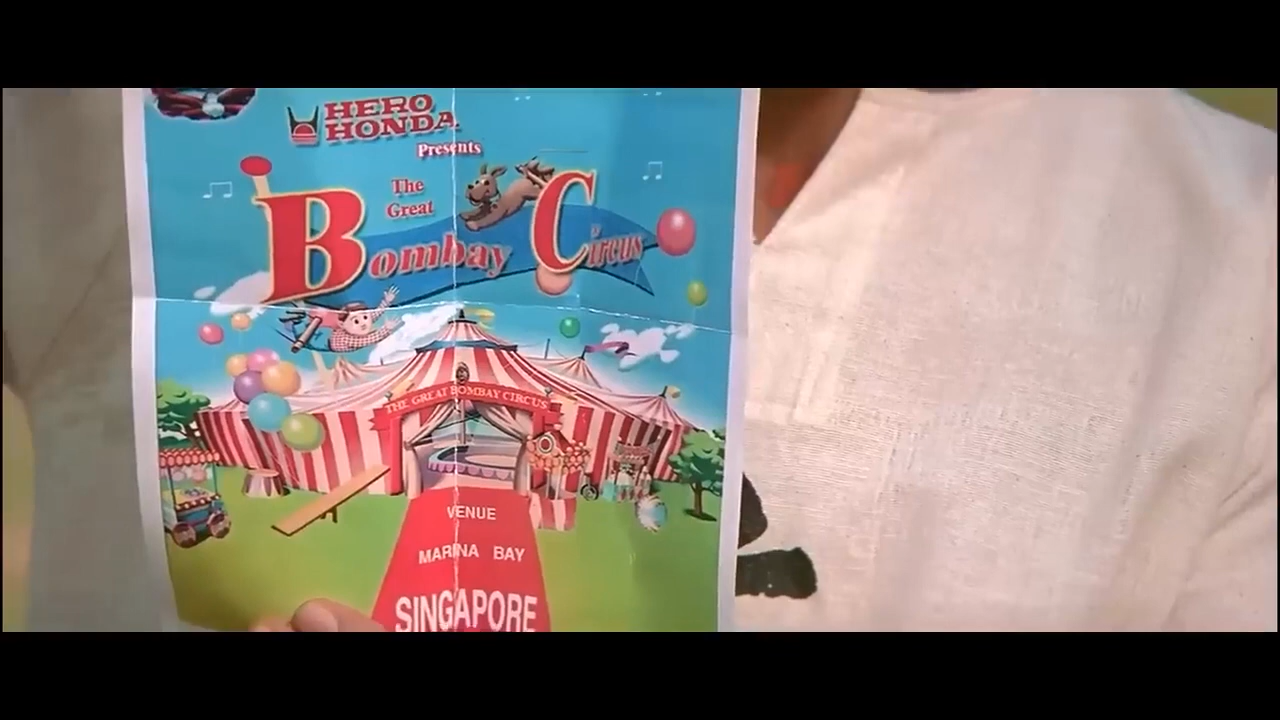 HERO
HONDA
Presents
The
Great
Bombay Circus
THE GREAT BOMBAY CIRCUS
VENUE
MARINA BAY
SINGAPORE